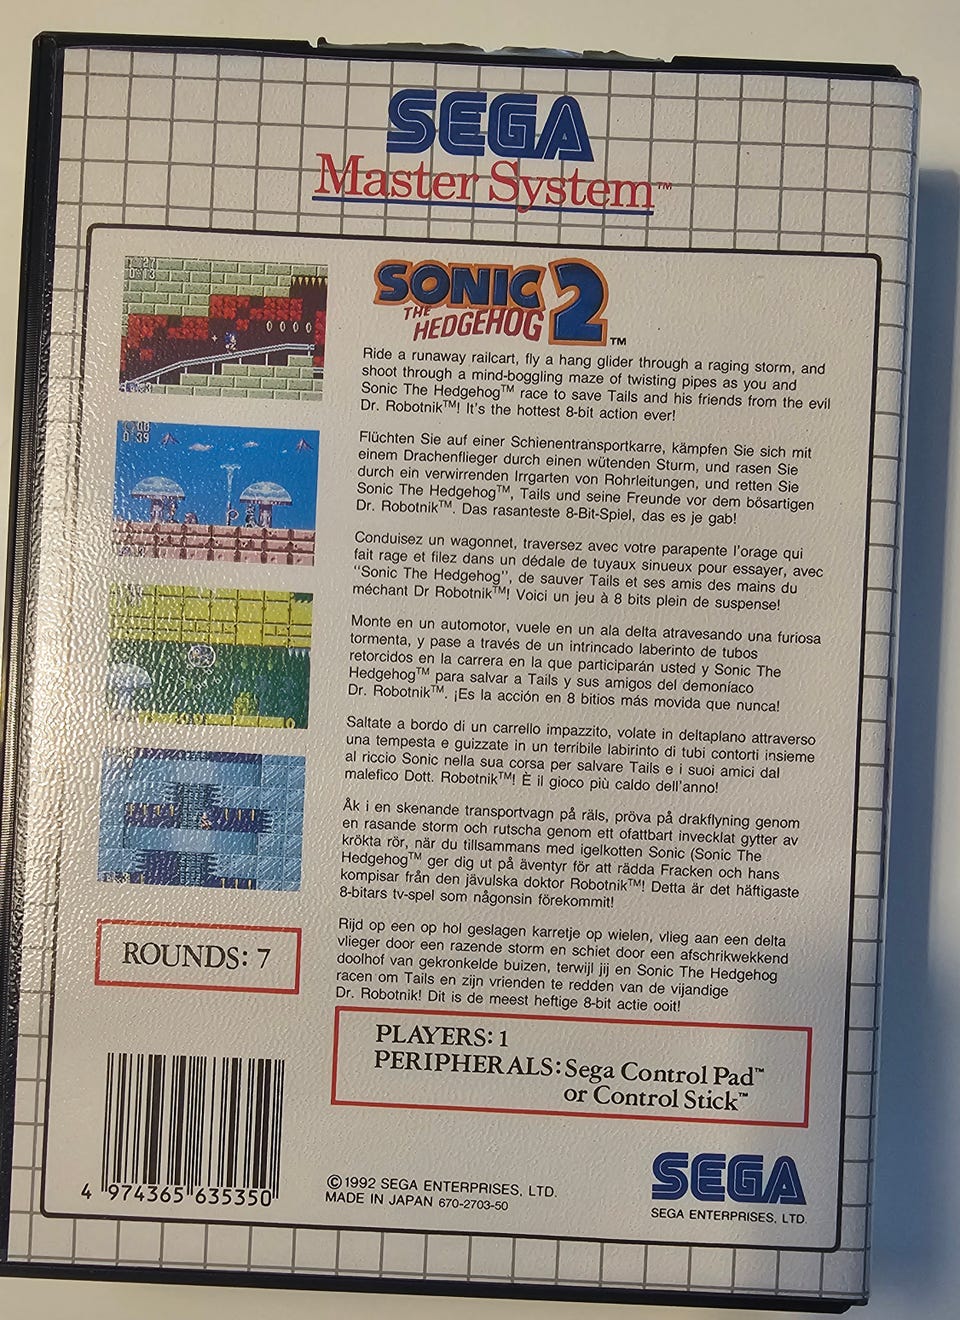 SEGA
Master System™
SONIC
THE
HEDGEHOG
2™
Ride a runaway railcart, fly a hang glider through a raging storm, and
shoot through a mind-boggling maze of twisting pipes as you and
Sonic The Hedgehog™ race to save Tails and his friends from the evil
Dr. Robotnik™! It's the hottest 8-bit action ever!
Flüchten Sie auf einer Schienentransportkarre, kämpfen Sie sich mit
einem Drachenflieger durch einen wütenden Sturm, und rasen Sie
durch ein verwirrenden Irrgarten von Rohrleitungen, und retten Sie
Sonic The Hedgehog™, Tails und seine Freunde vor dem bösartigen
Dr. Robotnik™. Das rasanteste 8-Bit-Spiel, das es je gab!
Conduisez un wagonnet, traversez avec votre parapente l'orage qui
fait rage et filez dans un dédale de tuyaux sinueux pour essayer, avec
"Sonic The Hedgehog", de sauver Tails et ses amis des mains du
méchant Dr Robotnik™! Voici un jeu à 8 bits plein de suspense!
Monte en un automotor, vuele en un ala delta atravesando una furiosa
tormenta, y pase a través de un intrincado laberinto de tubos
retorcidos en la carrera en la que participarán usted y Sonic The
Hedgehog™ para salvar a Tails y sus amigos del demoníaco
Dr. Robotnik™. ¡Es la acción en 8 bitios más movida que nunca!
Saltate a bordo di un carrello impazzito, volate in deltaplano attraverso
una tempesta e guizzate in un terribile labirinto di tubi contorti insieme
al riccio Sonic nella sua corsa per salvare Tails e i suoi amici dal
malefico Dott. Robotnik™! È il gioco più caldo dell'anno!
Åk i en skenande transportvagn på räls, pröva på drakflyning genom
en rasande storm och rutscha genom ett ofattbart invecklat gytter av
krökta rör, när du tillsammans med igelkotten Sonic (Sonic The
Hedgehog™ ger dig ut på äventyr för att rädda Fracken och hans
kompisar från den jävulska doktor Robotnik™! Detta är det häftigaste
8-bitars tv-spel som någonsin förekommit!
Rijd op een op hol geslagen karretje op wielen, vlieg aan een delta
vlieger door een razende storm en schiet door een afschrikwekkend
doolhof van gekronkelde buizen, terwijl jij en Sonic The Hedgehog
racen om Tails en zijn vrienden te redden van de vijandige
Dr. Robotnik! Dit is de meest heftige 8-bit actie ooit!
ROUNDS: 7
PLAYERS: 1
PERIPHERALS: Sega Control Pad™
or Control Stick™
4 974365 635350
©1992 SEGA ENTERPRISES, LTD.
MADE IN JAPAN 670-2703-50
SEGA
SEGA ENTERPRISES, LTD.